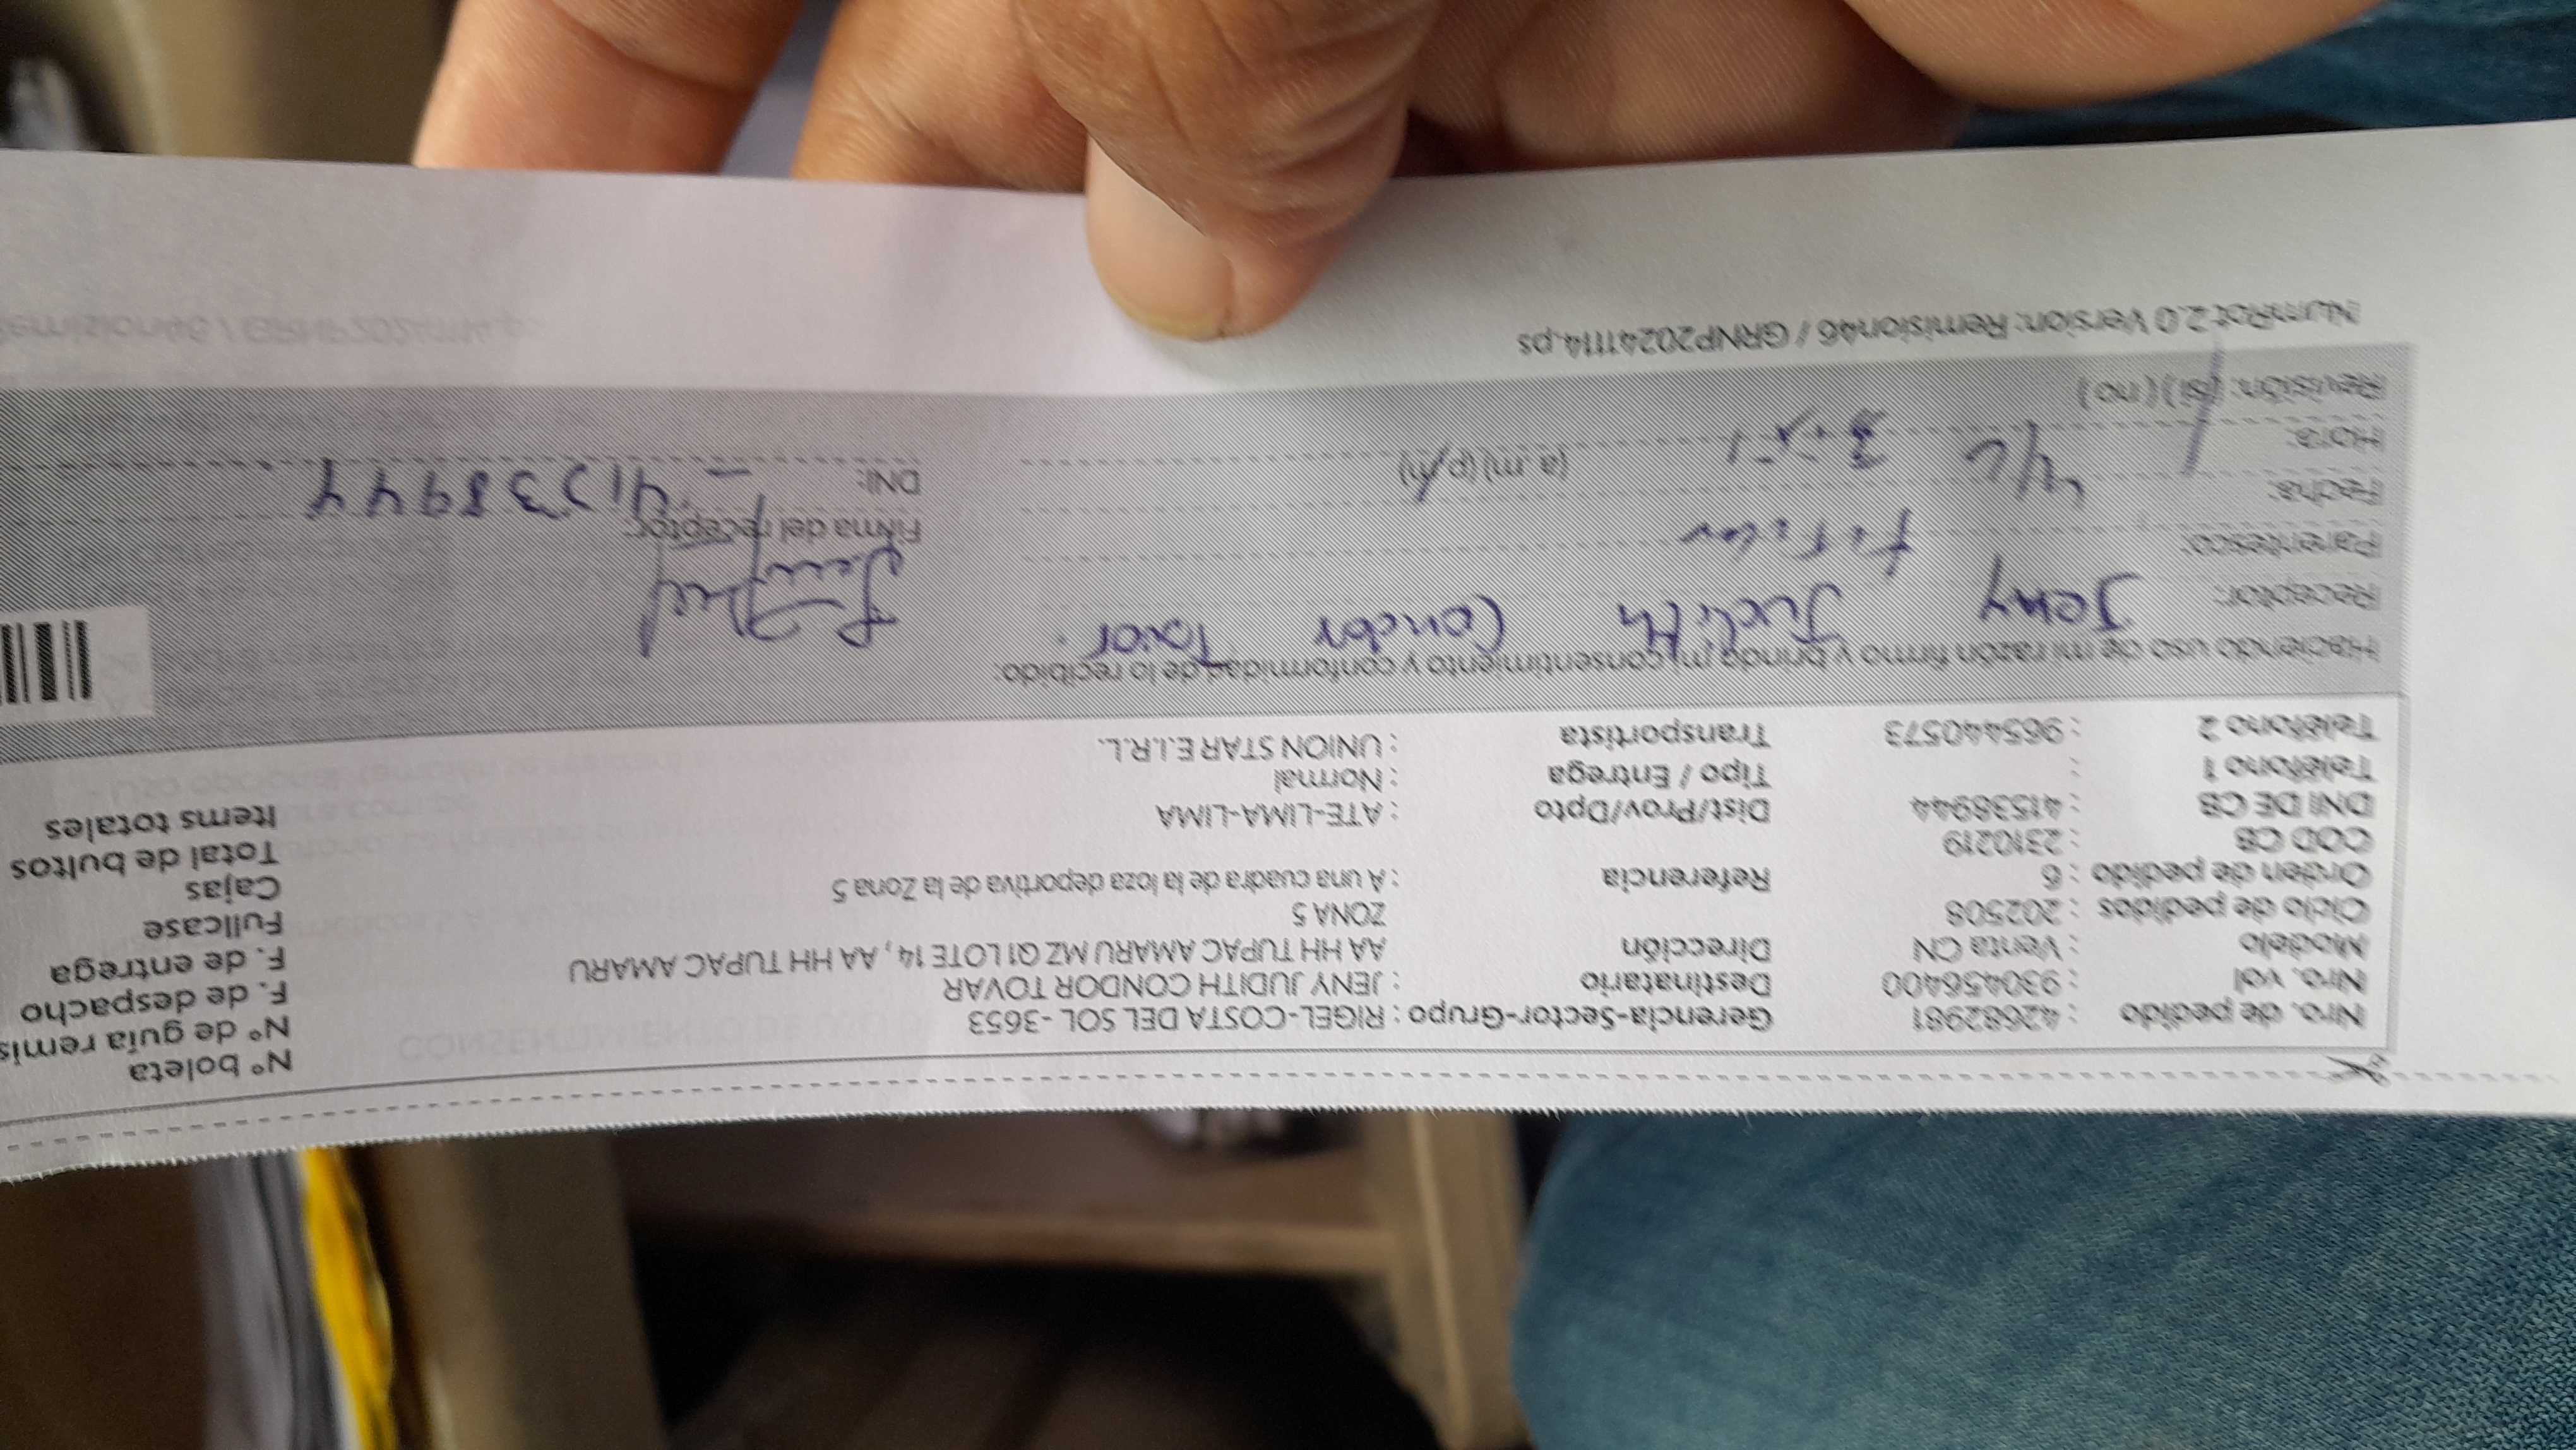 Nro. de pedido : 42682981 Gerencia-Sector-Grupo : RIGEL-COSTA DEL SOL -3653 N° boleta
Nro. vol : 930456400 Destinatario : JENY JUDITH CONDOR TOVAR N° de guía remis
Modelo : Venta CN Dirección AA HH TUPAC AMARU MZ Q1 LOTE 14, AA HH TUPAC AMARU F. de despacho
Ciclo de pedidos : 202508 ZONA 5 F. de entrega
Orden de pedido : 6 Referencia : A una cuadra de la loza deportiva de la Zona 5 Fullcase
COD CB : 2310219 Cajas
DNI DE CB : 41538944 Dist/Prov/Dpto : ATE-LIMA-LIMA Total de bultos
Teléfono 1 : Tipo / Entrega : Normal Items totales
Teléfono 2 : 965440573 Transportista : UNION STAR E.I.R.L.
Haciendo uso de mi razón firmo y brindo mi consentimiento y conformidad de lo recibido:
Receptor: Jeny Judith Condor Tovar.
Parentesco: Titular Firma del receptor:
Fecha: DNI:
Hora: (a.m) (p/m)
Revisión: (si) (no)
NumRot 2.0 Version: Remision46 / GRNP20241114.ps